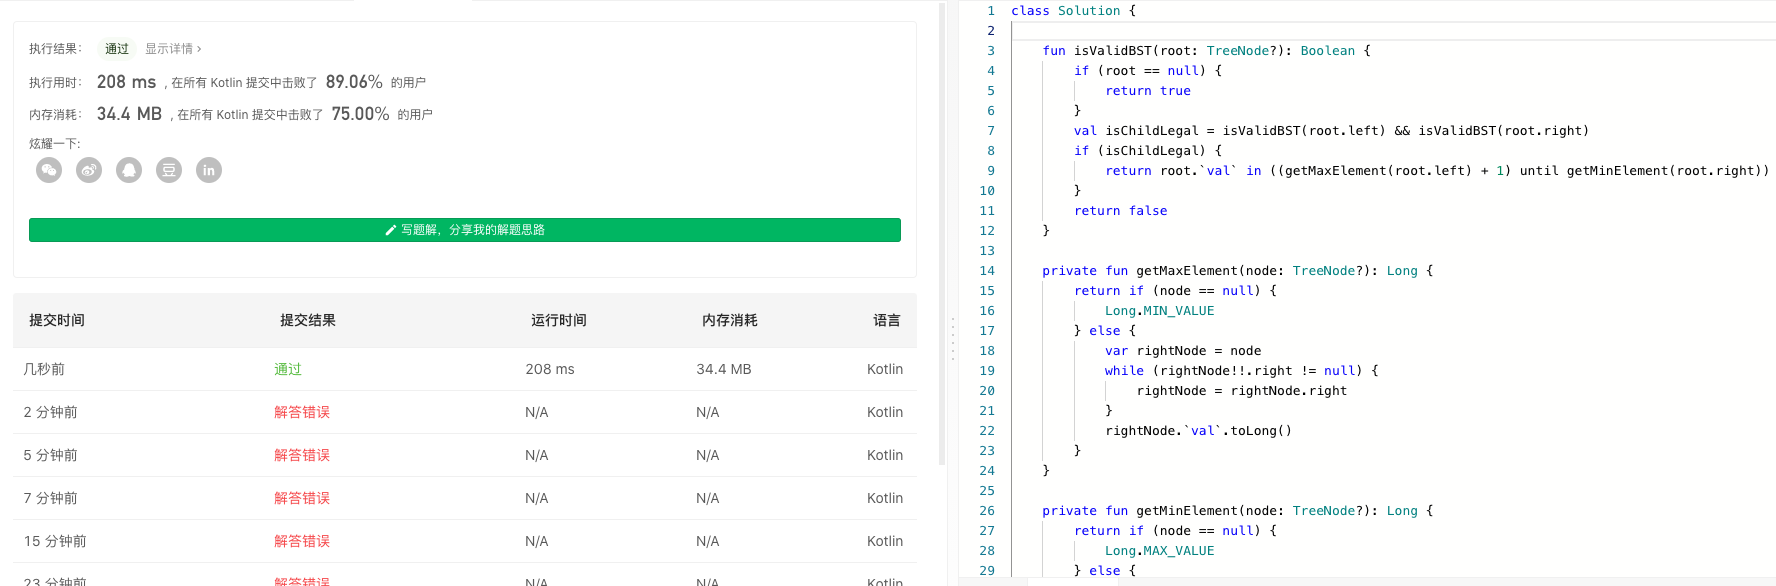 执行结果： 通过 显示详情 ›
执行用时： 208 ms , 在所有 Kotlin 提交中击败了 89.06% 的用户
内存消耗： 34.4 MB , 在所有 Kotlin 提交中击败了 75.00% 的用户
炫耀一下:
豆 in
写题解，分享我的解题思路
提交时间 提交结果 运行时间 内存消耗 语言
几秒前 通过 208 ms 34.4 MB Kotlin
2 分钟前 解答错误 N/A N/A Kotlin
5 分钟前 解答错误 N/A N/A Kotlin
7 分钟前 解答错误 N/A N/A Kotlin
15 分钟前 解答错误 N/A N/A Kotlin
23 分钟前 解答错误 N/A N/A Kotlin
1 class Solution {
2
3 fun isValidBST(root: TreeNode?): Boolean {
4 if (root == null) {
5 return true
6 }
7 val isChildLegal = isValidBST(root.left) && isValidBST(root.right)
8 if (isChildLegal) {
9 return root.`val` in ((getMaxElement(root.left) + 1) until getMinElement(root.right))
10 }
11 return false
12 }
13
14 private fun getMaxElement(node: TreeNode?): Long {
15 return if (node == null) {
16 Long.MIN_VALUE
17 } else {
18 var rightNode = node
19 while (rightNode!!.right != null) {
20 rightNode = rightNode.right
21 }
22 rightNode.`val`.toLong()
23 }
24 }
25
26 private fun getMinElement(node: TreeNode?): Long {
27 return if (node == null) {
28 Long.MAX_VALUE
29 } else {